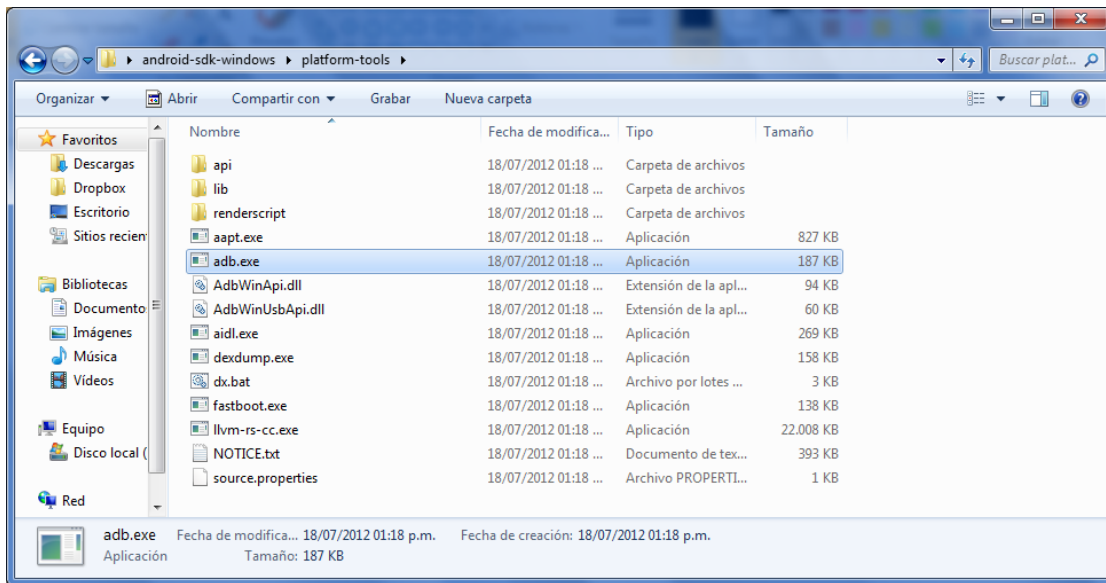 android-sdk-windows platform-tools Buscar plat...
Organizar Abrir Compartir con Grabar Nueva carpeta
Favoritos
Descargas
Dropbox
Escritorio
Sitios recien
Bibliotecas
Documento
Imágenes
Música
Vídeos
Equipo
Disco local (
Red
Nombre Fecha de modifica... Tipo Tamaño
api 18/07/2012 01:18 ... Carpeta de archivos
lib 18/07/2012 01:18 ... Carpeta de archivos
renderscript 18/07/2012 01:18 ... Carpeta de archivos
aapt.exe 18/07/2012 01:18 ... Aplicación 827 KB
adb.exe 18/07/2012 01:18 ... Aplicación 187 KB
AdbWinApi.dll 18/07/2012 01:18 ... Extensión de la apl... 94 KB
AdbWinUsbApi.dll 18/07/2012 01:18 ... Extensión de la apl... 60 KB
aidl.exe 18/07/2012 01:18 ... Aplicación 269 KB
dexdump.exe 18/07/2012 01:18 ... Aplicación 158 KB
dx.bat 18/07/2012 01:18 ... Archivo por lotes ... 3 KB
fastboot.exe 18/07/2012 01:18 ... Aplicación 138 KB
llvm-rs-cc.exe 18/07/2012 01:18 ... Aplicación 22.008 KB
NOTICE.txt 18/07/2012 01:18 ... Documento de tex... 393 KB
source.properties 18/07/2012 01:18 ... Archivo PROPERTI... 1 KB
adb.exe Fecha de modifica... 18/07/2012 01:18 p.m. Fecha de creación: 18/07/2012 01:18 p.m.
Aplicación Tamaño: 187 KB